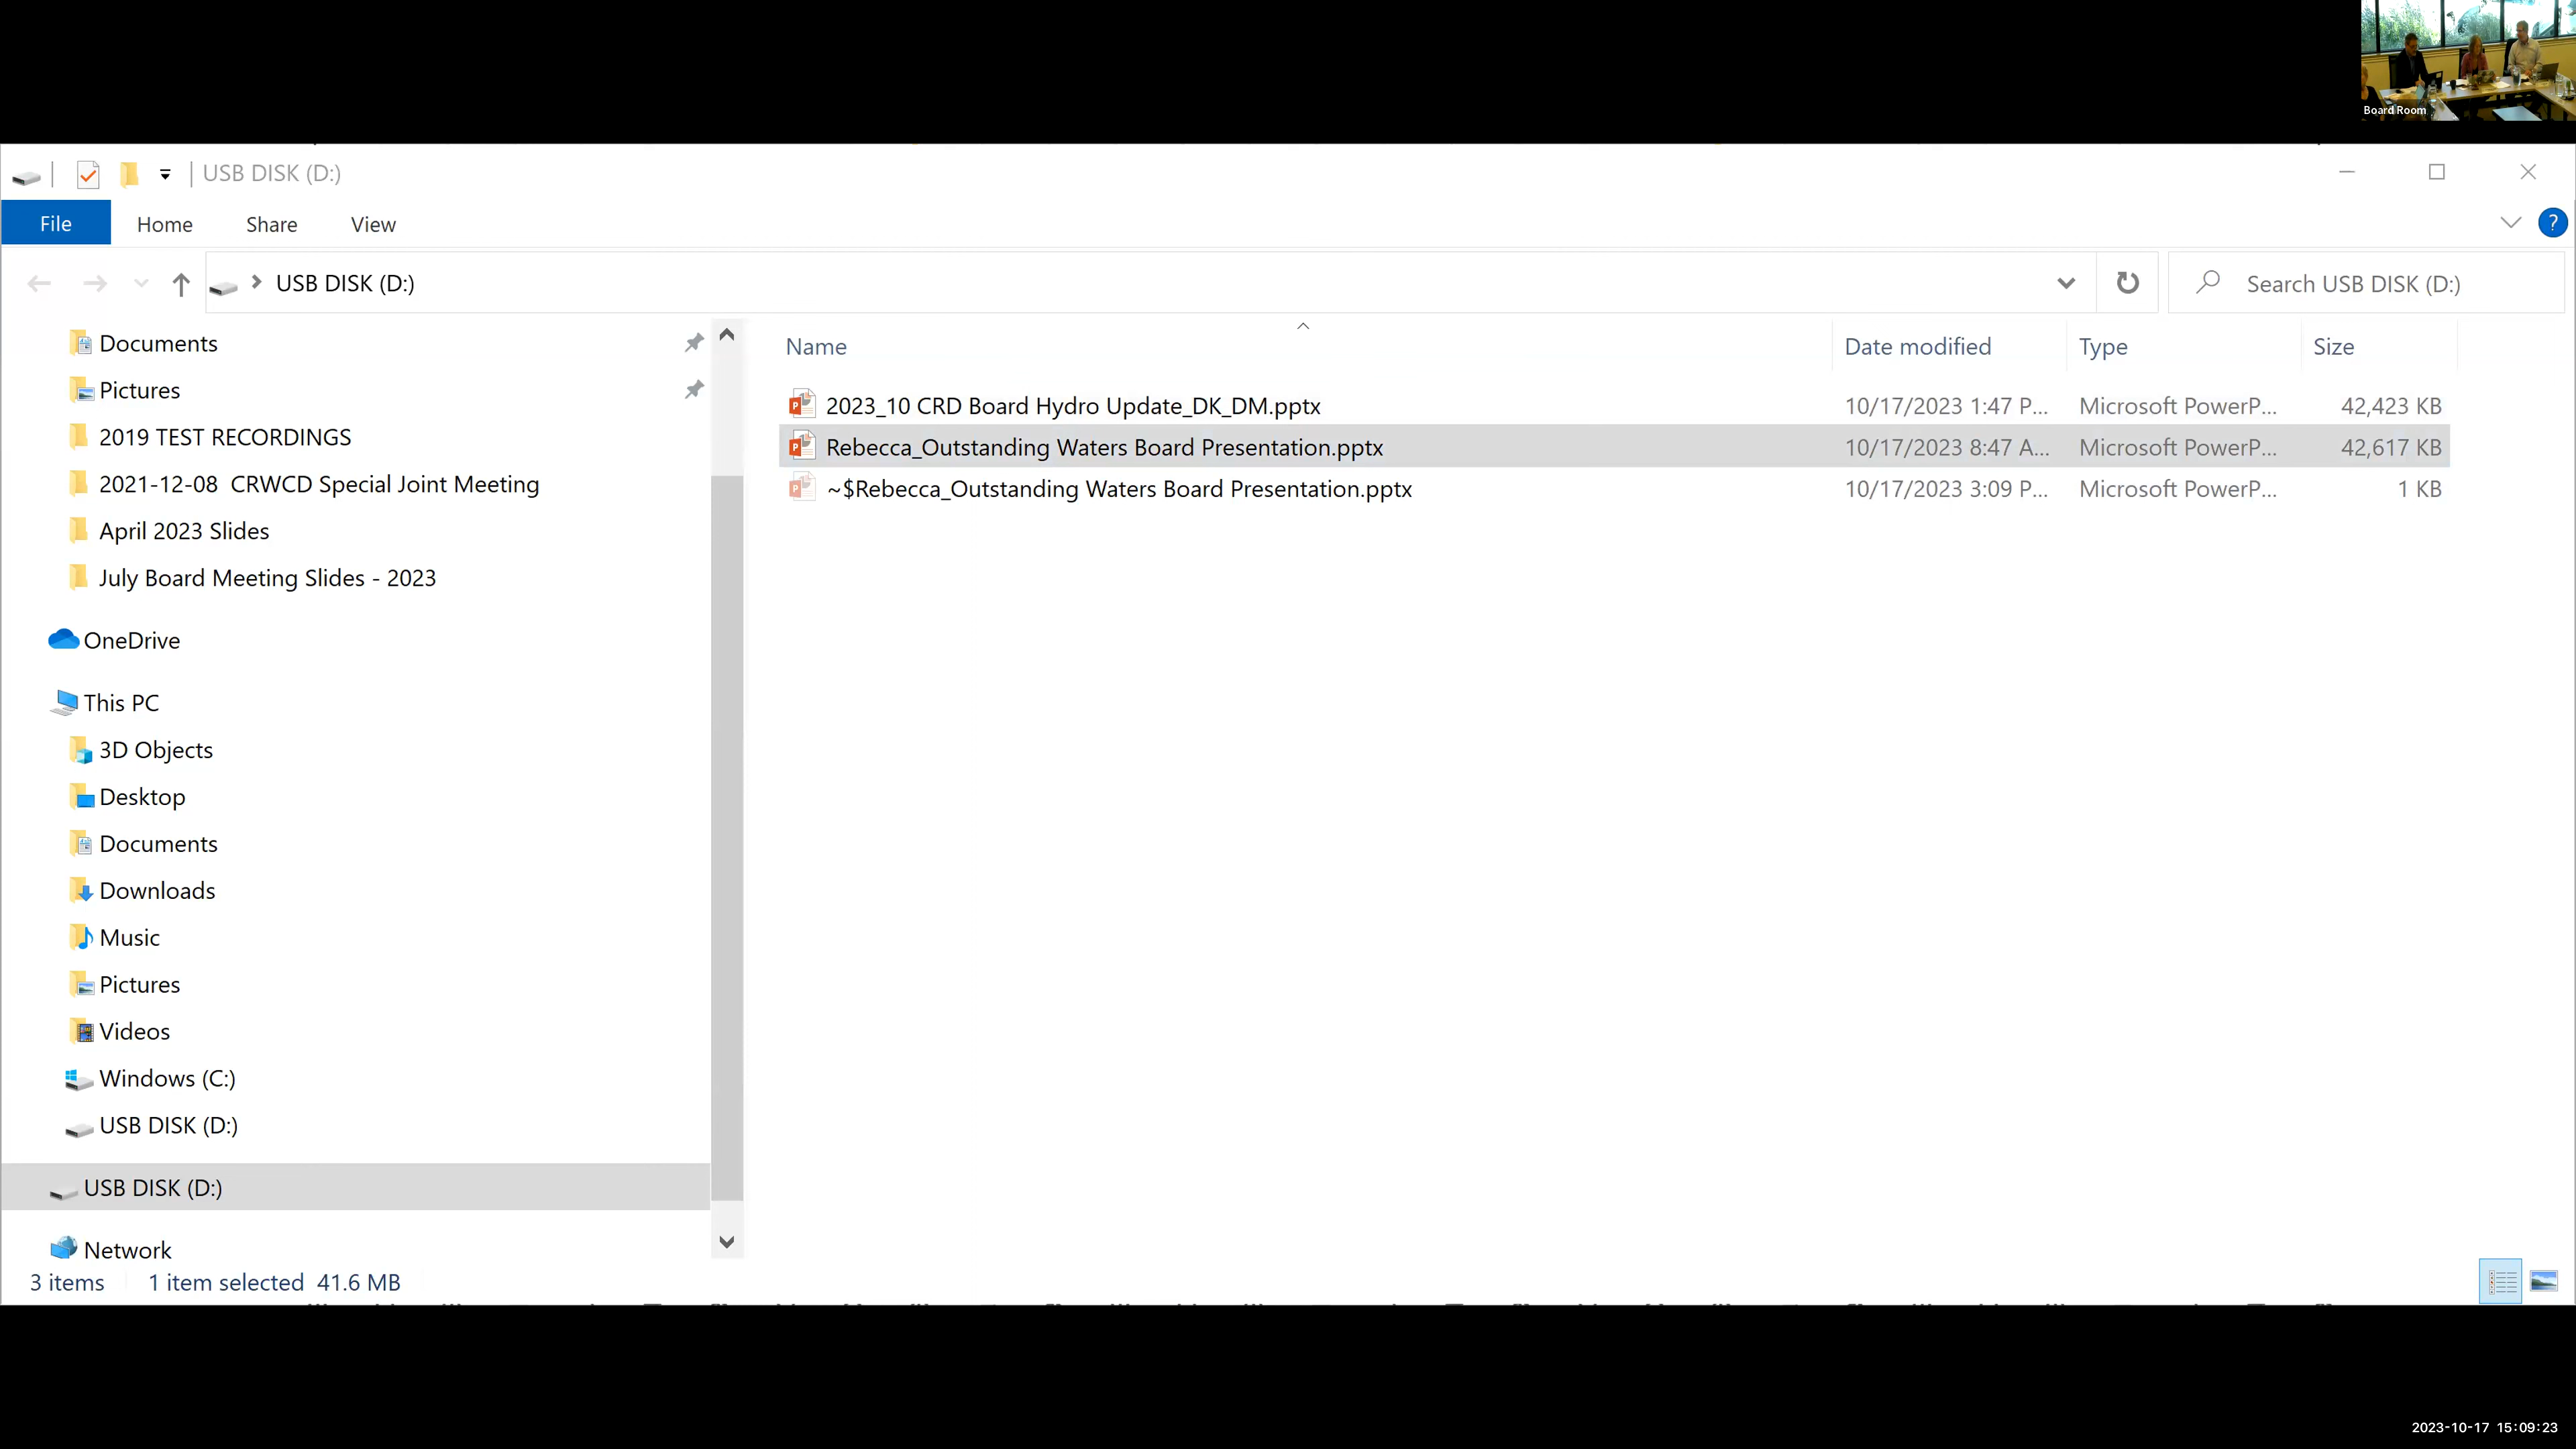 Board Room
USB DISK (D:)
File Home Share View
?
USB DISK (D:)
Search USB DISK (D:)
Name Date modified Type Size
2023_10 CRD Board Hydro Update_DK_DM.pptx 10/17/2023 1:47 P... Microsoft PowerP... 42,423 KB
Rebecca_Outstanding Waters Board Presentation.pptx 10/17/2023 8:47 A... Microsoft PowerP... 42,617 KB
~$Rebecca_Outstanding Waters Board Presentation.pptx 10/17/2023 3:09 P... Microsoft PowerP... 1 KB
Documents
Pictures
2019 TEST RECORDINGS
2021-12-08 CRWCD Special Joint Meeting
April 2023 Slides
July Board Meeting Slides - 2023
OneDrive
This PC
3D Objects
Desktop
Documents
Downloads
Music
Pictures
Videos
Windows (C:)
USB DISK (D:)
USB DISK (D:)
Network
3 items 1 item selected 41.6 MB
2023-10-17 15:09:23